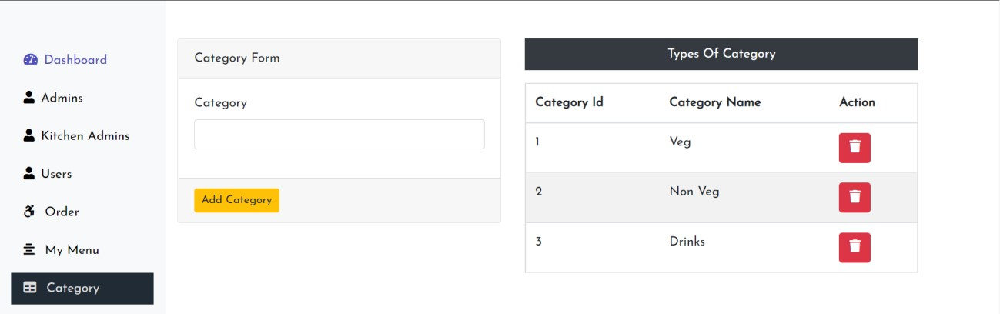 Dashboard
Admins
Kitchen Admins
Users
Order
My Menu
Category
Category Form
Category
Add Category
Types Of Category
Category Id Category Name Action
1 Veg
2 Non Veg
3 Drinks